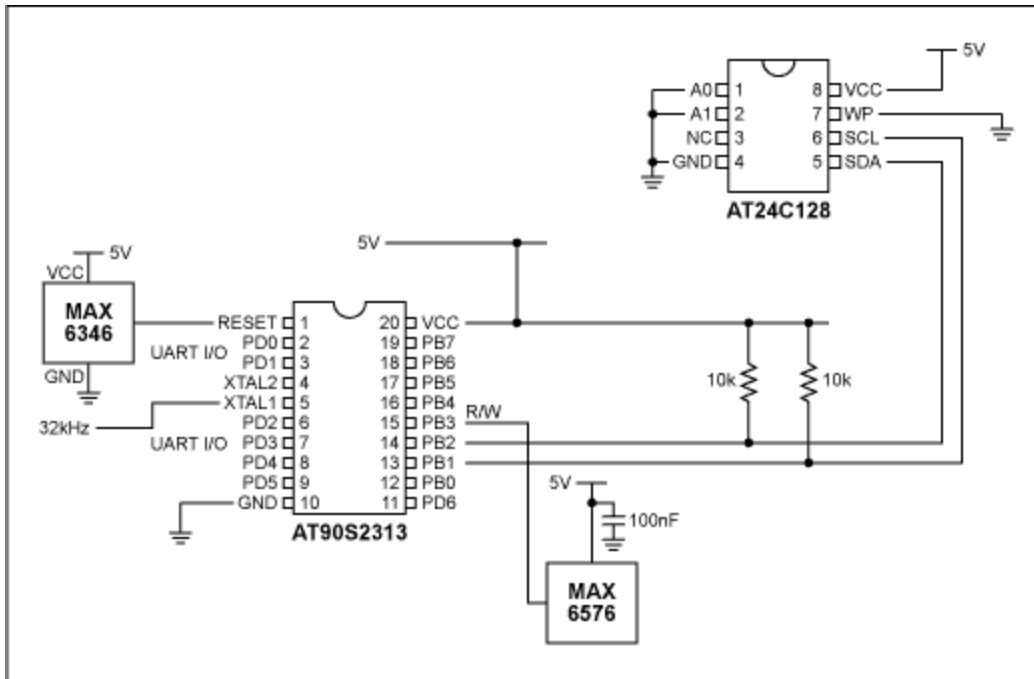 5V
A0 1 8 VCC
A1 2 7 WP
NC 3 6 SCL
GND 4 5 SDA
AT24C128
5V
5V
VCC
MAX
6346
GND
RESET 1 20 VCC
PD0 2 19 PB7
UART I/O
PD1 3 18 PB6
XTAL2 4 17 PB5
XTAL1 5 16 PB4
32kHz
PD2 6 15 PB3
R/W
UART I/O
PD3 7 14 PB2
PD4 8 13 PB1
PD5 9 12 PB0
GND 10 11 PD6
AT90S2313
10k
10k
5V
100nF
MAX
6576